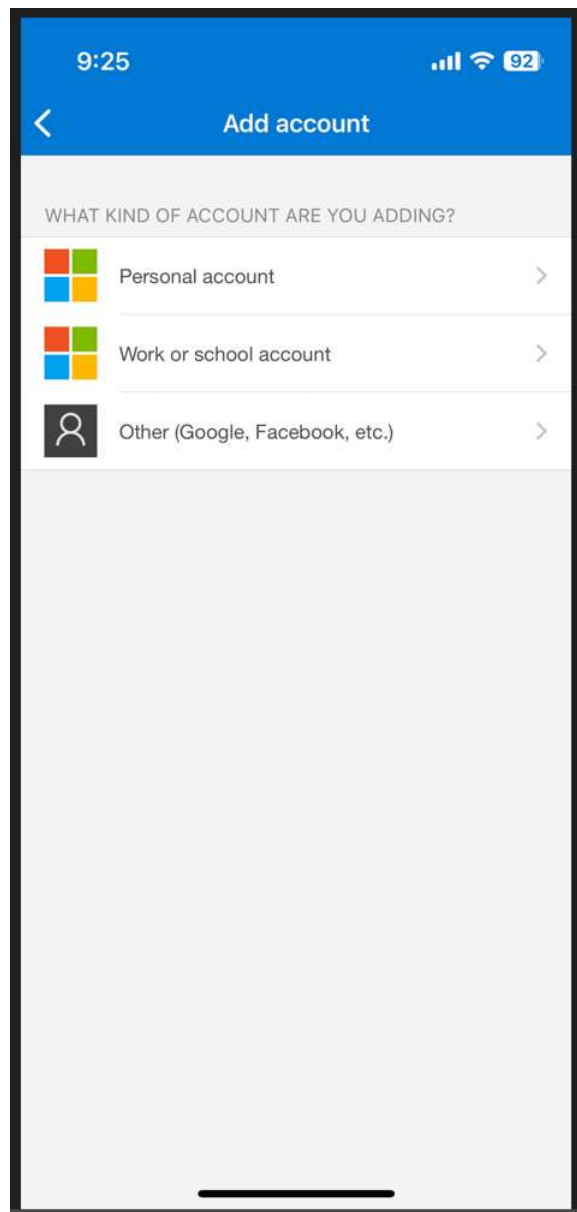 9:25
92
Add account
WHAT KIND OF ACCOUNT ARE YOU ADDING?
Personal account
Work or school account
Other (Google, Facebook, etc.)